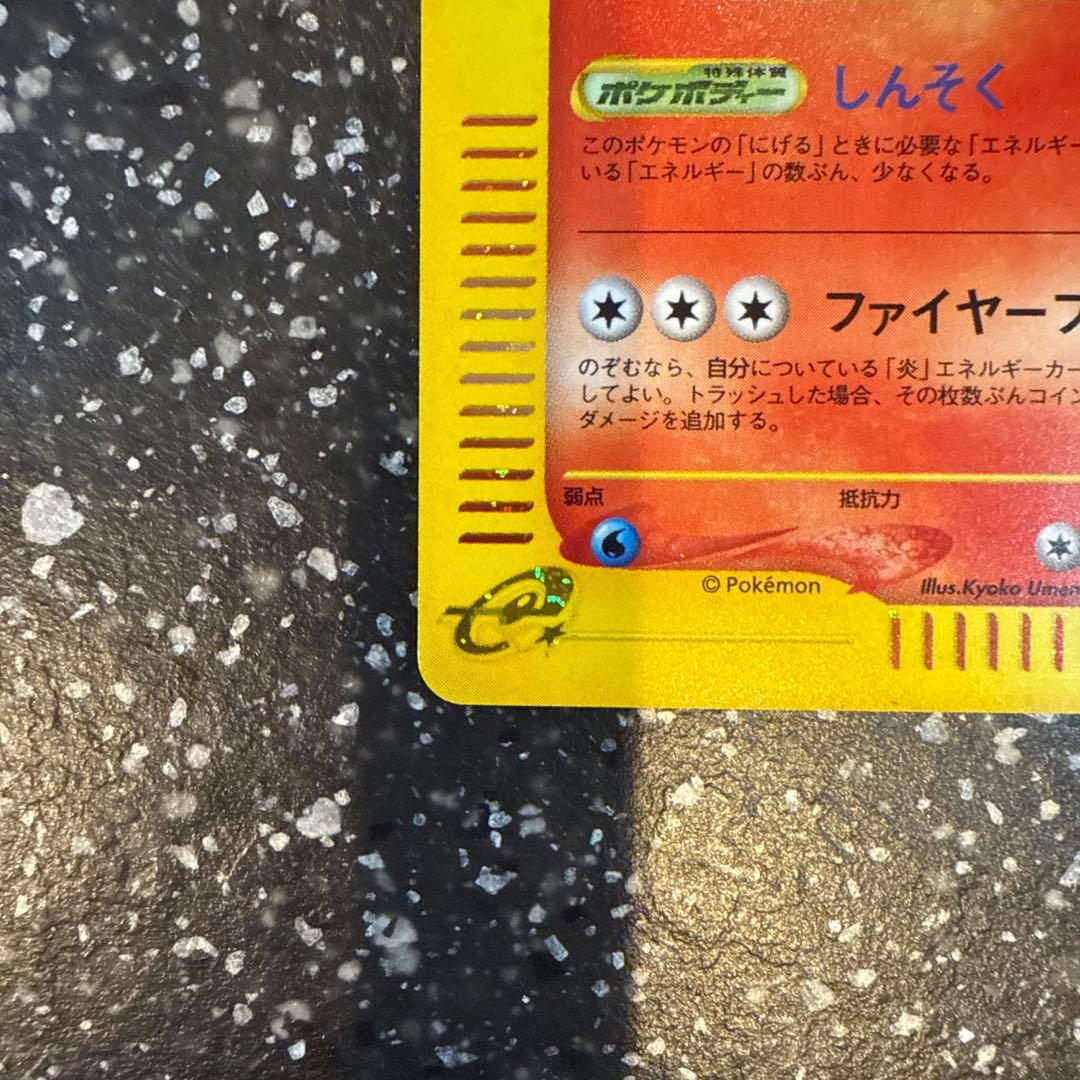 特殊体質
ポケボディー しんそく
このポケモンの「にげる」ときに必要な「エネルギー
いる「エネルギー」の数ぶん、少なくなる。
ファイヤーブ
のぞむなら、自分についている「炎」エネルギーカー
してよい。トラッシュした場合、その枚数ぶんコイン
ダメージを追加する。
弱点 抵抗力
© Pokémon Illus.Kyoko Umem
e